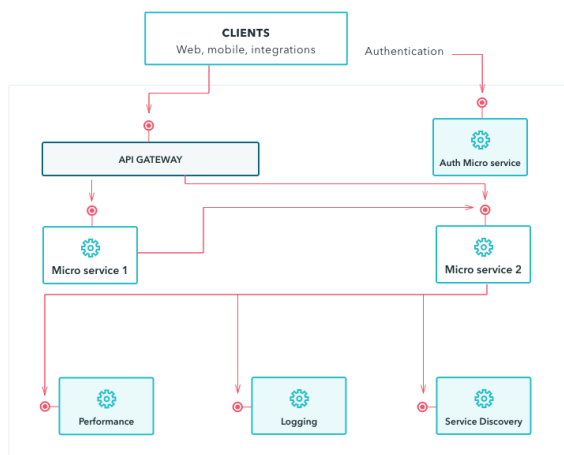 CLIENTS
Web, mobile, integrations
Authentication
API GATEWAY
Auth Micro service
Micro service 1
Micro service 2
Performance
Logging
Service Discovery